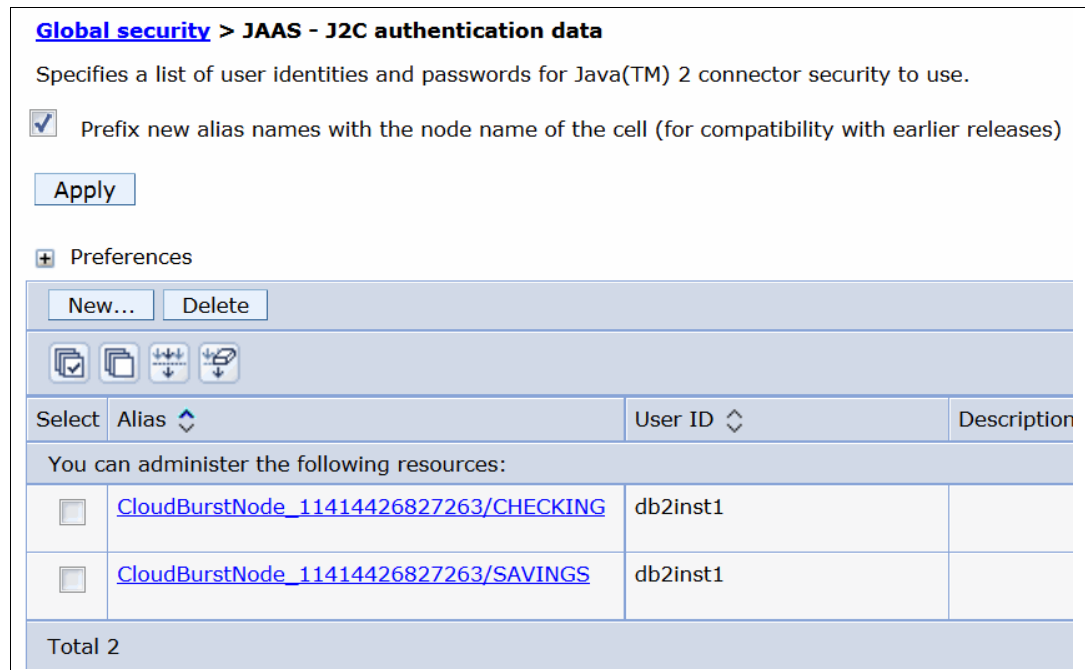 Global security > JAAS - J2C authentication data
Specifies a list of user identities and passwords for Java(TM) 2 connector security to use.
Prefix new alias names with the node name of the cell (for compatibility with earlier releases)
Apply
Preferences
New... Delete
Select Alias User ID Description
You can administer the following resources:
CloudBurstNode_11414426827263/CHECKING db2inst1
CloudBurstNode_11414426827263/SAVINGS db2inst1
Total 2